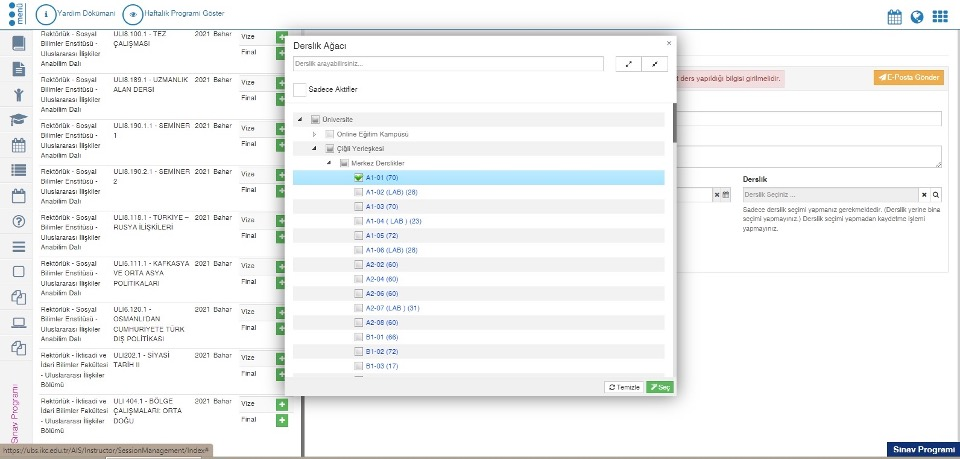 menü
Yardım Dökümanı
Haftalık Programı Göster
Rektörlük - Sosyal Bilimler Enstitüsü - Uluslararası İlişkiler Anabilim Dalı
ULI8.100.1 - TEZ ÇALIŞMASI
2021 Bahar
Vize
Final
Rektörlük - Sosyal Bilimler Enstitüsü - Uluslararası İlişkiler Anabilim Dalı
ULI8.189.1 - UZMANLIK ALAN DERSİ
2021 Bahar
Vize
Final
Rektörlük - Sosyal Bilimler Enstitüsü - Uluslararası İlişkiler Anabilim Dalı
ULI8.190.1.1 - SEMİNER 1
2021 Bahar
Vize
Final
Rektörlük - Sosyal Bilimler Enstitüsü - Uluslararası İlişkiler Anabilim Dalı
ULI8.190.2.1 - SEMİNER 2
2021 Bahar
Vize
Final
Rektörlük - Sosyal Bilimler Enstitüsü - Uluslararası İlişkiler Anabilim Dalı
ULI8.118.1 - TÜRKİYE – RUSYA İLİŞKİLERİ
2021 Bahar
Vize
Final
Rektörlük - Sosyal Bilimler Enstitüsü - Uluslararası İlişkiler Anabilim Dalı
ULI6.111.1 - KAFKASYA VE ORTA ASYA POLİTİKALARI
2021 Bahar
Vize
Final
Rektörlük - Sosyal Bilimler Enstitüsü - Uluslararası İlişkiler Anabilim Dalı
ULI6.120.1 - OSMANLI'DAN CUMHURİYETE TÜRK DIŞ POLİTİKASI
2021 Bahar
Vize
Final
Rektörlük - İktisadi ve İdari Bilimler Fakültesi - Uluslararası İlişkiler Bölümü
ULI202.1 - SİYASİ TARİH II
2021 Bahar
Vize
Final
Rektörlük - İktisadi ve İdari Bilimler Fakültesi - Uluslararası İlişkiler Bölümü
ULI 404.1 - BÖLGE ÇALIŞMALARI: ORTA DOĞU
2021 Bahar
Vize
Final
Sınav Programı
https://ubs.ikc.edu.tr/AIS/Instructor/SessionManagement/Index#
Derslik Ağacı
×
Derslik arayabilirsiniz...
Sadece Aktifler
Üniversite
Online Eğitim Kampüsü
Çiğli Yerleşkesi
Merkez Derslikler
A1-01 (70)
A1-02 (LAB) (28)
A1-03 (70)
A1-04 ( LAB ) (23)
A1-05 (72)
A1-06 (LAB) (28)
A2-02 (60)
A2-04 (60)
A2-06 (60)
A2-07 (LAB ) (31)
A2-08 (60)
B1-01 (66)
B1-02 (72)
B1-03 (17)
Temizle
Seç
t ders yapıldığı bilgisi girilmelidir.
E-Posta Gönder
Derslik
Derslik Seçiniz ...
Sadece derslik seçimi yapmanız gerekmektedir. (Derslik yerine bina
seçimi yapmayınız.) Derslik seçimi yapmadan kaydetme işlemi
yapmayınız.
Sınav Programı